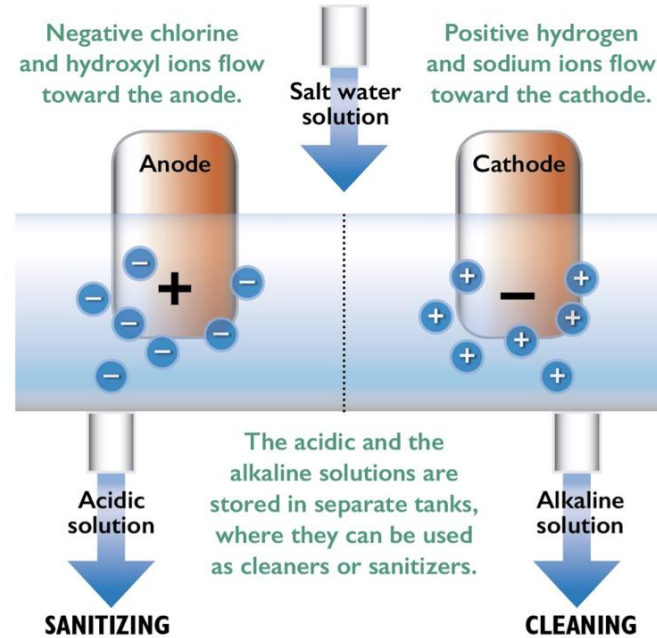 Negative chlorine
and hydroxyl ions flow
toward the anode.
Salt water
solution
Positive hydrogen
and sodium ions flow
toward the cathode.
Anode
Cathode
+
−
− − − − − − −
+ + + + + + +
The acidic and the
alkaline solutions are
stored in separate tanks,
where they can be used
as cleaners or sanitizers.
Acidic
solution
Alkaline
solution
SANITIZING
CLEANING